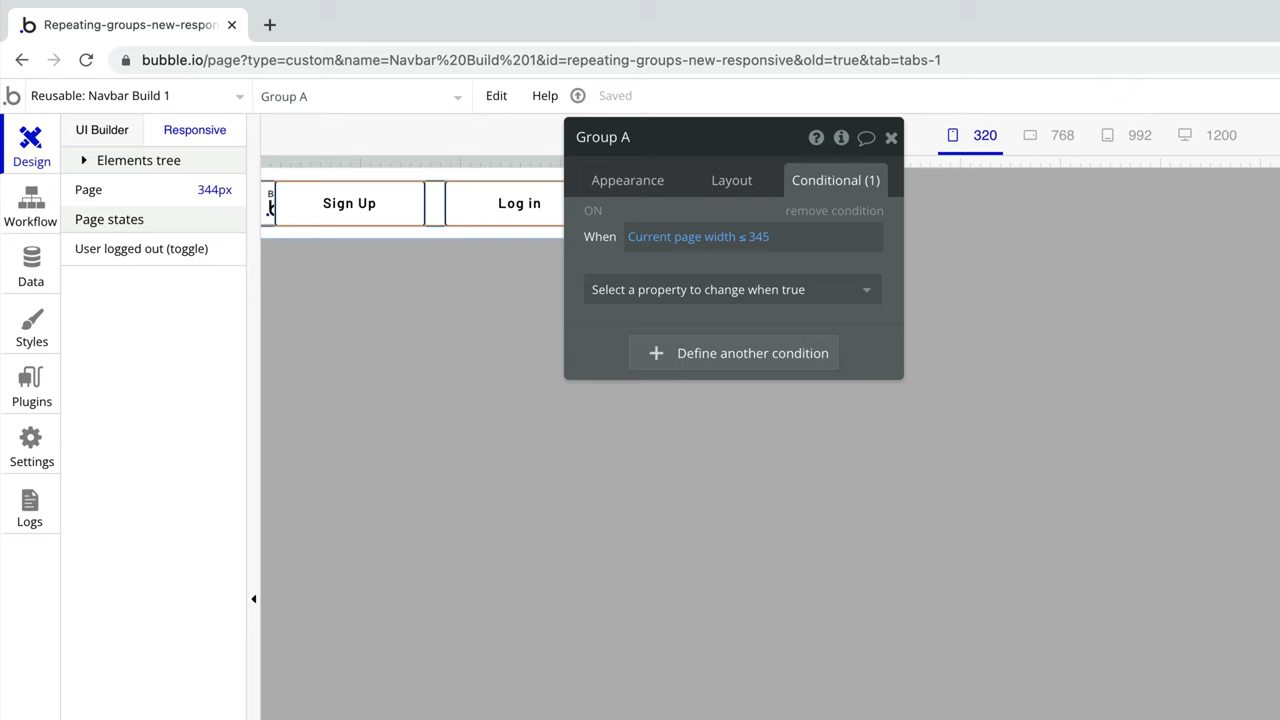 Repeating-groups-new-respon
bubble.io/page?type=custom&name=Navbar%20Build%201&id=repeating-groups-new-responsive&old=true&tab=tabs-1
Reusable: Navbar Build 1
Group A
Edit
Help
Saved
Design
Workflow
Data
Styles
Plugins
Settings
Logs
UI Builder
Responsive
Elements tree
Page 344px
Page states
User logged out (toggle)
B
.b
Sign Up
Log in
Group A
Appearance
Layout
Conditional (1)
ON
remove condition
When Current page width ≤ 345
Select a property to change when true
Define another condition
320
768
992
1200